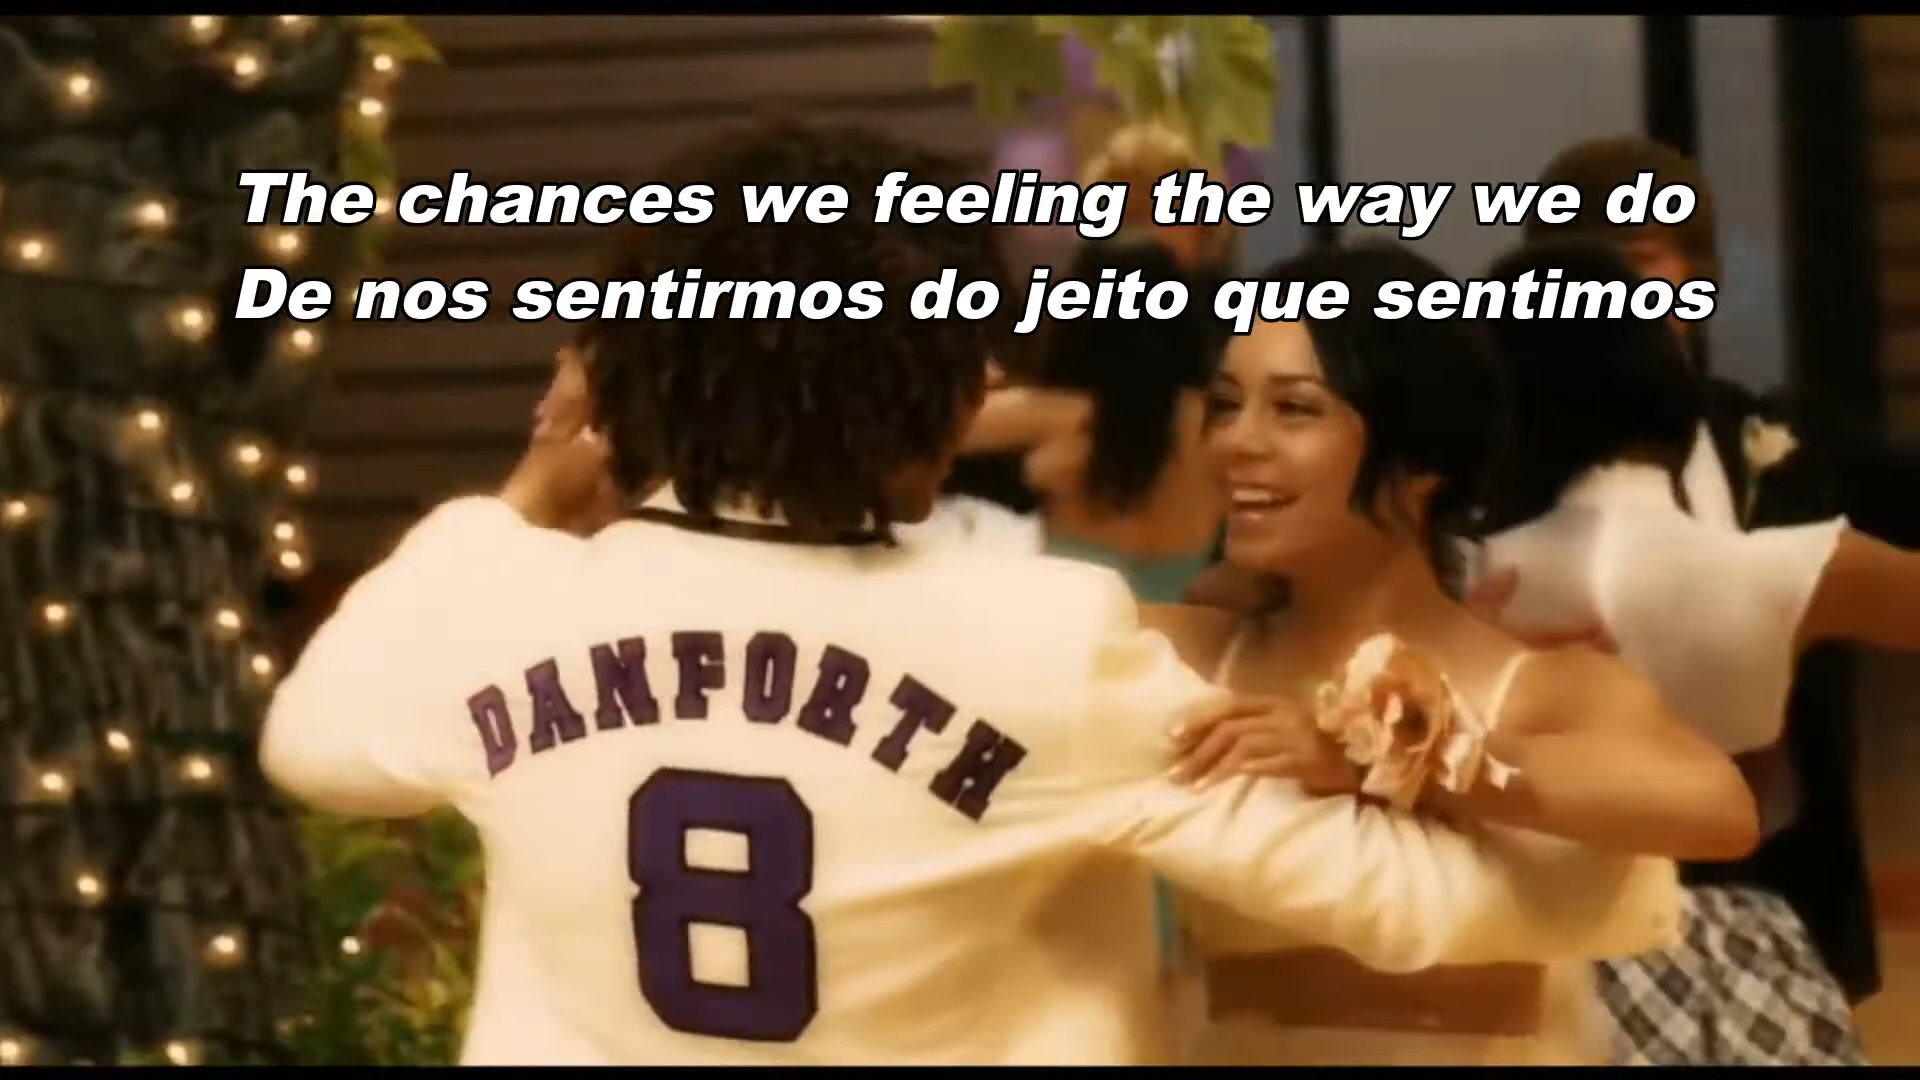 The chances we feeling the way we do
De nos sentirmos do jeito que sentimos
DANFORTH
8